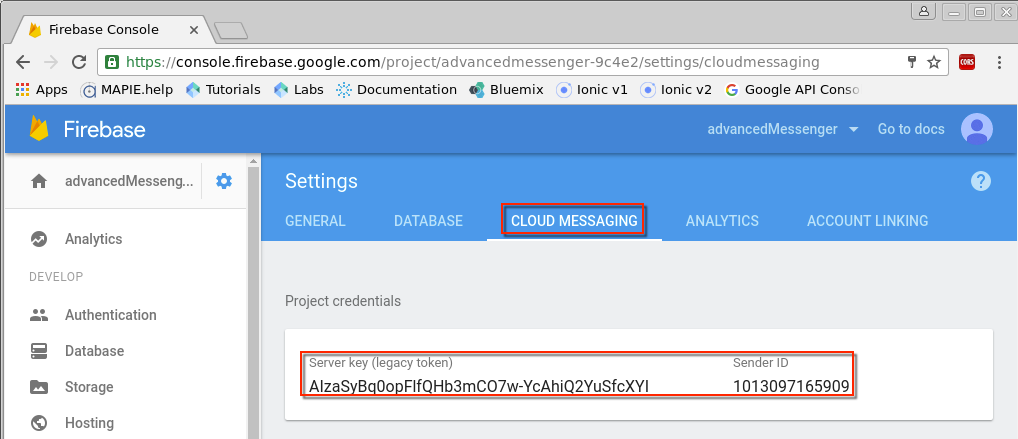 Firebase Console
https://console.firebase.google.com/project/advancedmessenger-9c4e2/settings/cloudmessaging
CORS
Apps MAPIE.help Tutorials Labs Documentation Bluemix Ionic v1 Ionic v2 Google API Conso
Firebase advancedMessenger Go to docs
advancedMesseng... Settings ?
GENERAL DATABASE CLOUD MESSAGING ANALYTICS ACCOUNT LINKING
Analytics
DEVELOP
Authentication
Database
Storage
Hosting
Project credentials
Server key (legacy token) Sender ID
AIzaSyBq0opFlfQHb3mCO7w-YcAhiQ2YuSfcXYI 1013097165909